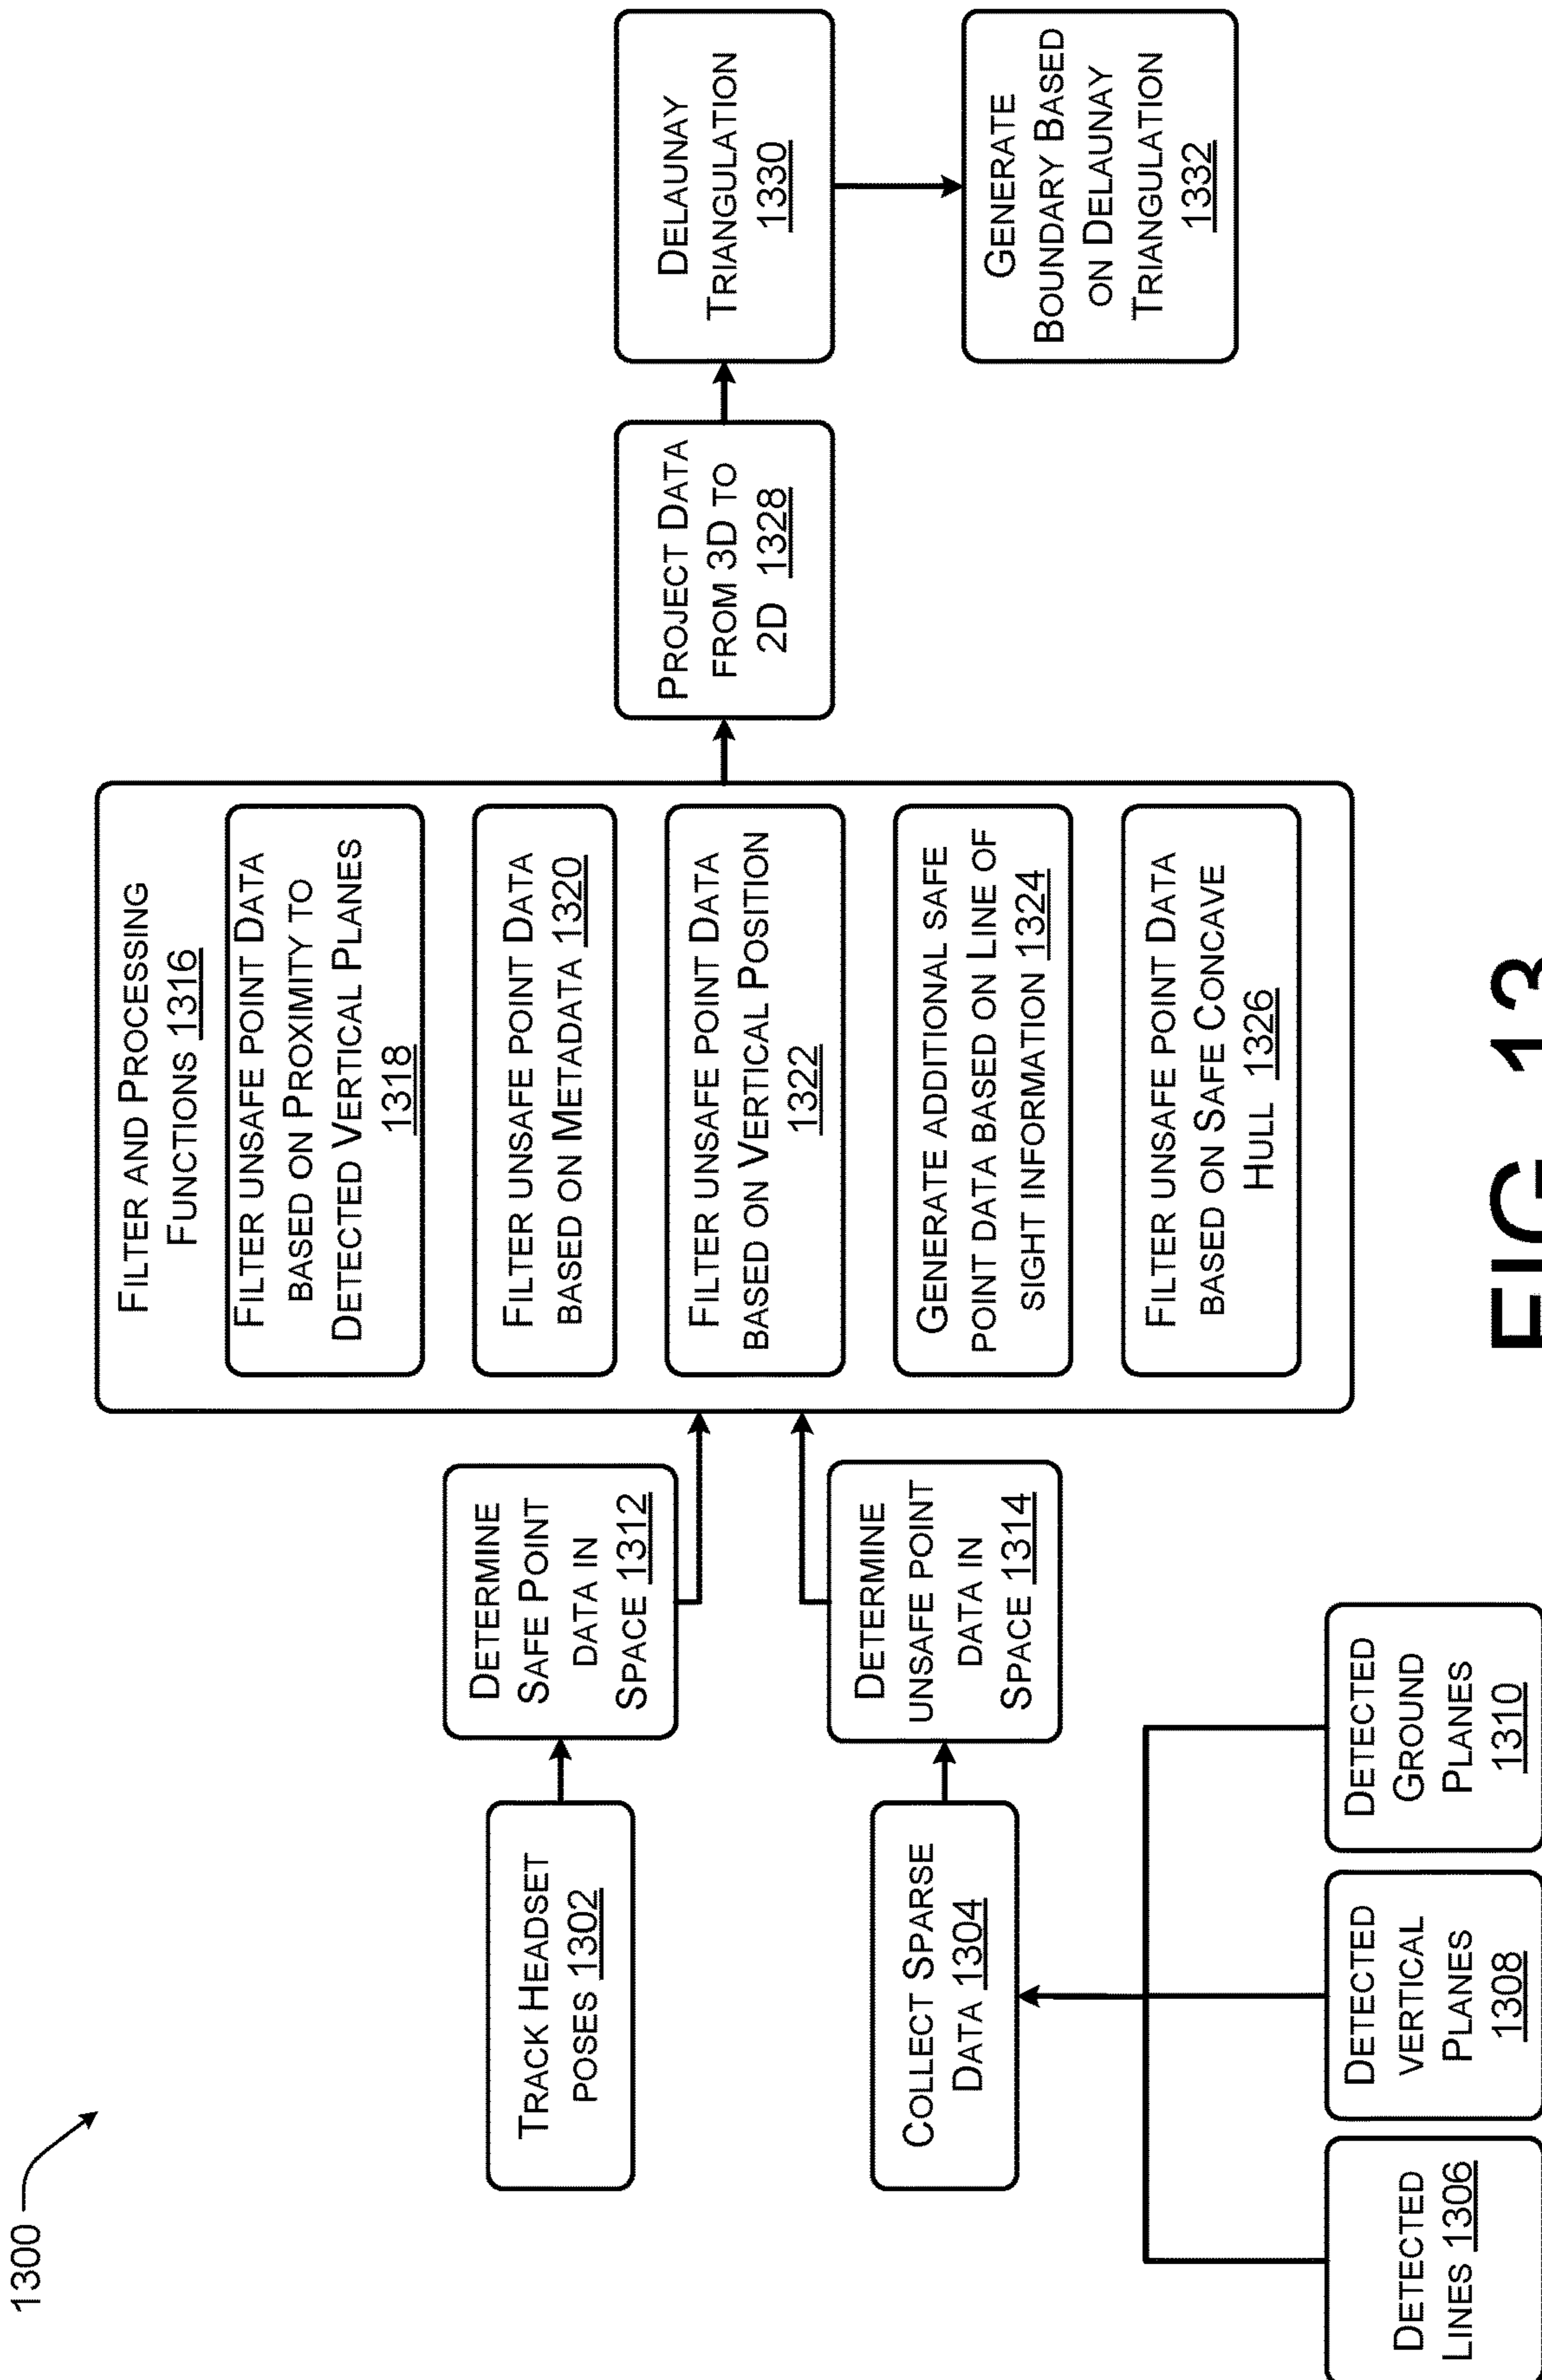 1300
TRACK HEADSET
POSES 1302
COLLECT SPARSE
DATA 1304
DETECTED
LINES 1306
DETECTED
VERTICAL
PLANES
1308
DETECTED
GROUND
PLANES
1310
DETERMINE
SAFE POINT
DATA IN
SPACE 1312
DETERMINE
UNSAFE POINT
DATA IN
SPACE 1314
FILTER AND PROCESSING
FUNCTIONS 1316
FILTER UNSAFE POINT DATA
BASED ON PROXIMITY TO
DETECTED VERTICAL PLANES
1318
FILTER UNSAFE POINT DATA
BASED ON METADATA 1320
FILTER UNSAFE POINT DATA
BASED ON VERTICAL POSITION
1322
GENERATE ADDITIONAL SAFE
POINT DATA BASED ON LINE OF
SIGHT INFORMATION 1324
FILTER UNSAFE POINT DATA
BASED ON SAFE CONCAVE
HULL 1326
PROJECT DATA
FROM 3D TO
2D 1328
DELAUNAY
TRIANGULATION
1330
GENERATE
BOUNDARY BASED
ON DELAUNAY
TRIANGULATION
1332
FIG. 13